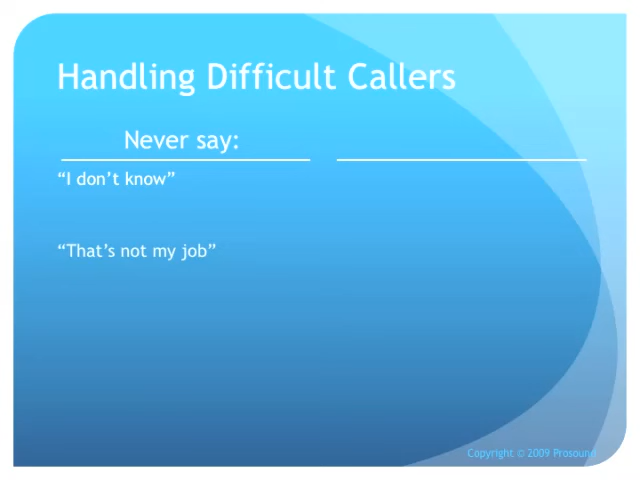 Handling Difficult Callers
Never say:
“I don’t know”
“That’s not my job”
Copyright © 2009 Prosound